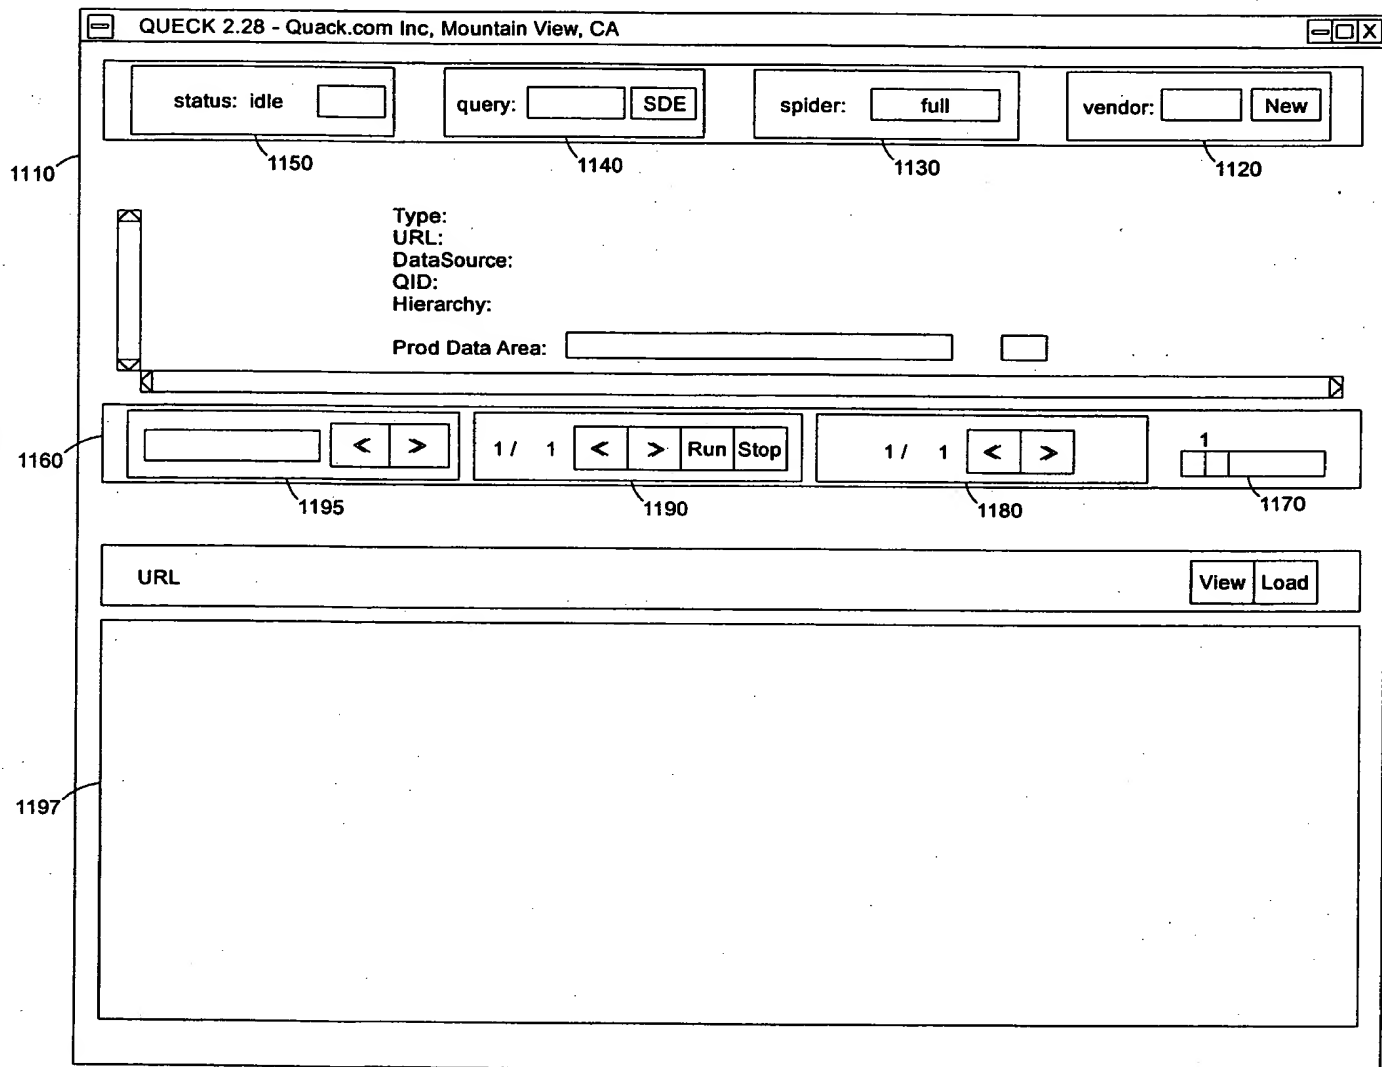 QUECK 2.28 - Quack.com Inc, Mountain View, CA
X
status: idle
query: SDE
spider: full
vendor: New
1110
1150
1140
1130
1120
Type:
URL:
DataSource:
QID:
Hierarchy:
Prod Data Area:
1160
< >
1 / 1 < > Run Stop
1 / 1 < >
1
1195
1190
1180
1170
URL View Load
1197